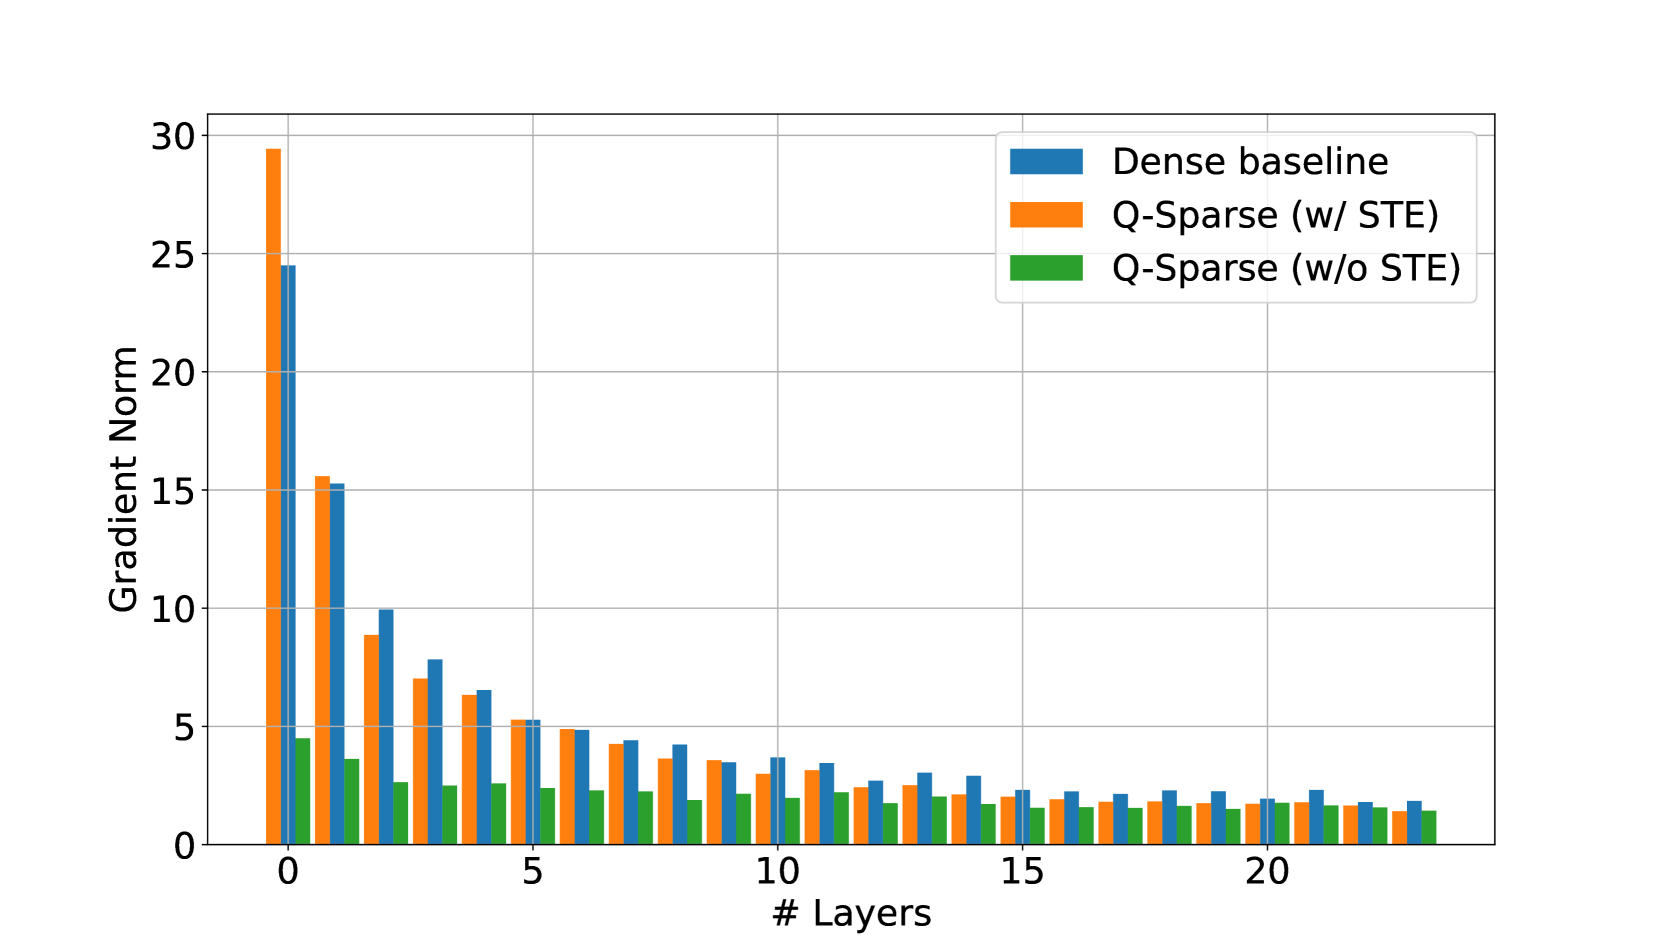 Dense baseline
Q-Sparse (w/ STE)
Q-Sparse (w/o STE)
Gradient Norm
30
25
20
15
10
5
0
0 5 10 15 20
# Layers